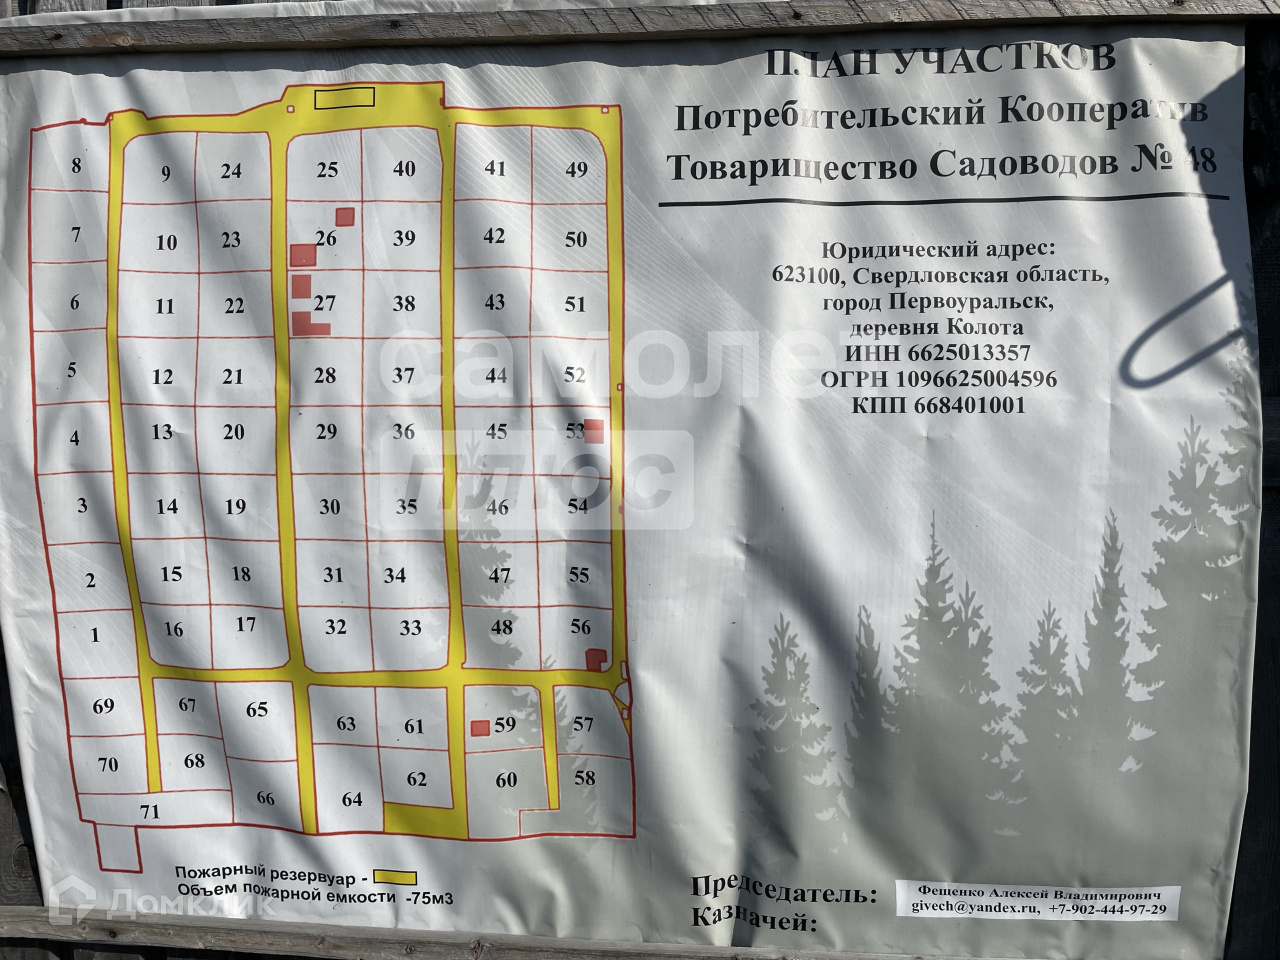 ПЛАН УЧАСТКОВ
Потребительский Кооператив
Товарищество Садоводов № 48
Юридический адрес:
623100, Свердловская область,
город Первоуральск,
деревня Колота
ИНН 6625013357
ОГРН 1096625004596
КПП 668401001
8 9 24 25 40 41 49
7 10 23 26 39 42 50
6 11 22 27 38 43 51
5 12 21 28 37 44 52
4 13 20 29 36 45 53
3 14 19 30 35 46 54
2 15 18 31 34 47 55
1 16 17 32 33 48 56
69 67 65 63 61 59 57
70 68 66 64 62 60 58
71
самолет
плюс
Пожарный резервуар -
Объем пожарной емкости -75м3
Председатель:
Казначей:
Фещенко Алексей Владимирович
givech@yandex.ru, +7-902-444-97-29
Домклик